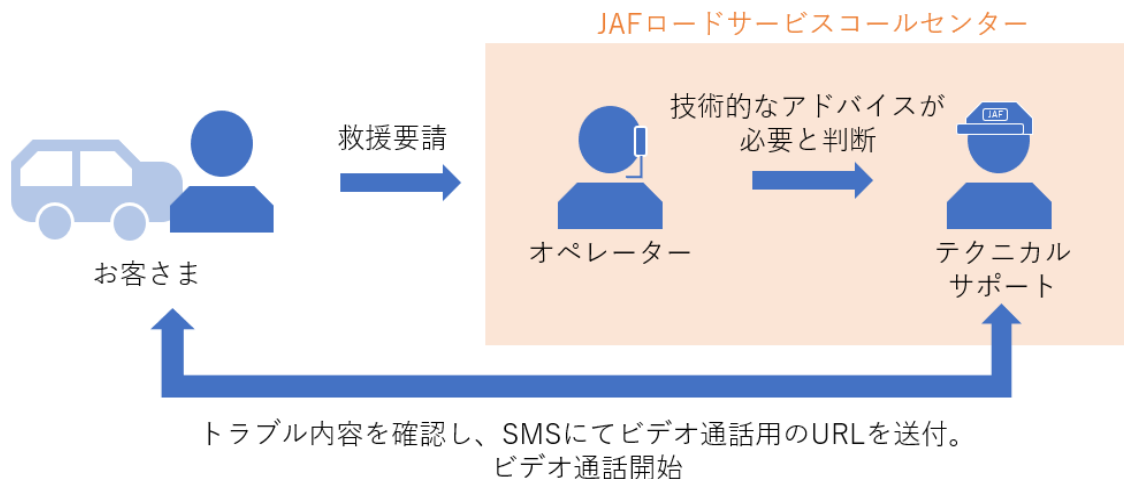 JAFロードサービスコールセンター
救援要請
技術的なアドバイスが
必要と判断
JAF
お客さま
オペレーター
テクニカル
サポート
トラブル内容を確認し、SMSにてビデオ通話用のURLを送付。
ビデオ通話開始